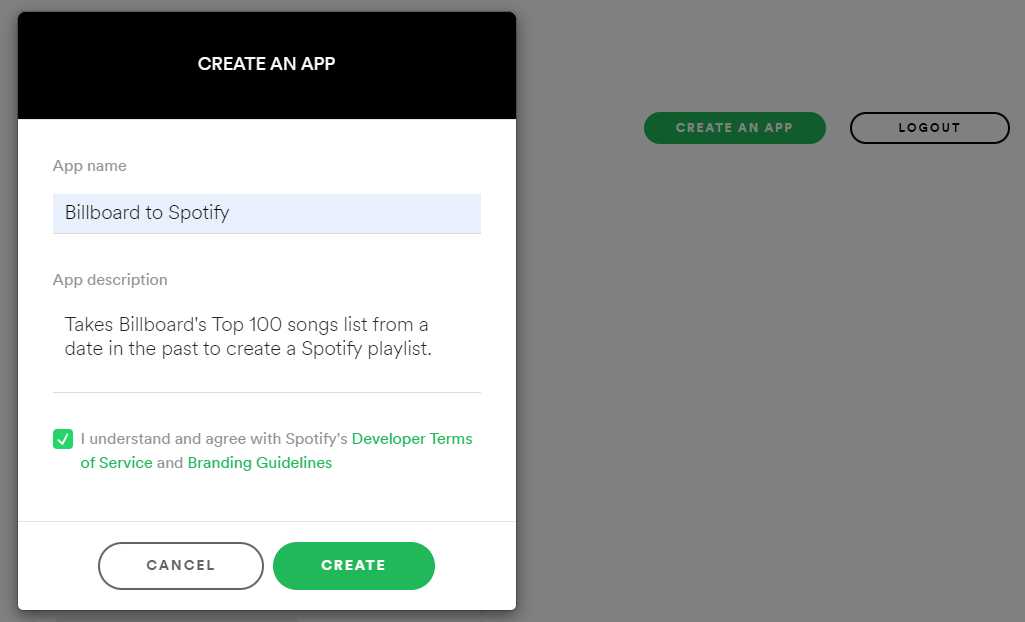 CREATE AN APP
CREATE AN APP
LOGOUT
App name
Billboard to Spotify
App description
Takes Billboard's Top 100 songs list from a
date in the past to create a Spotify playlist.
I understand and agree with Spotify's Developer Terms
of Service and Branding Guidelines
CANCEL
CREATE